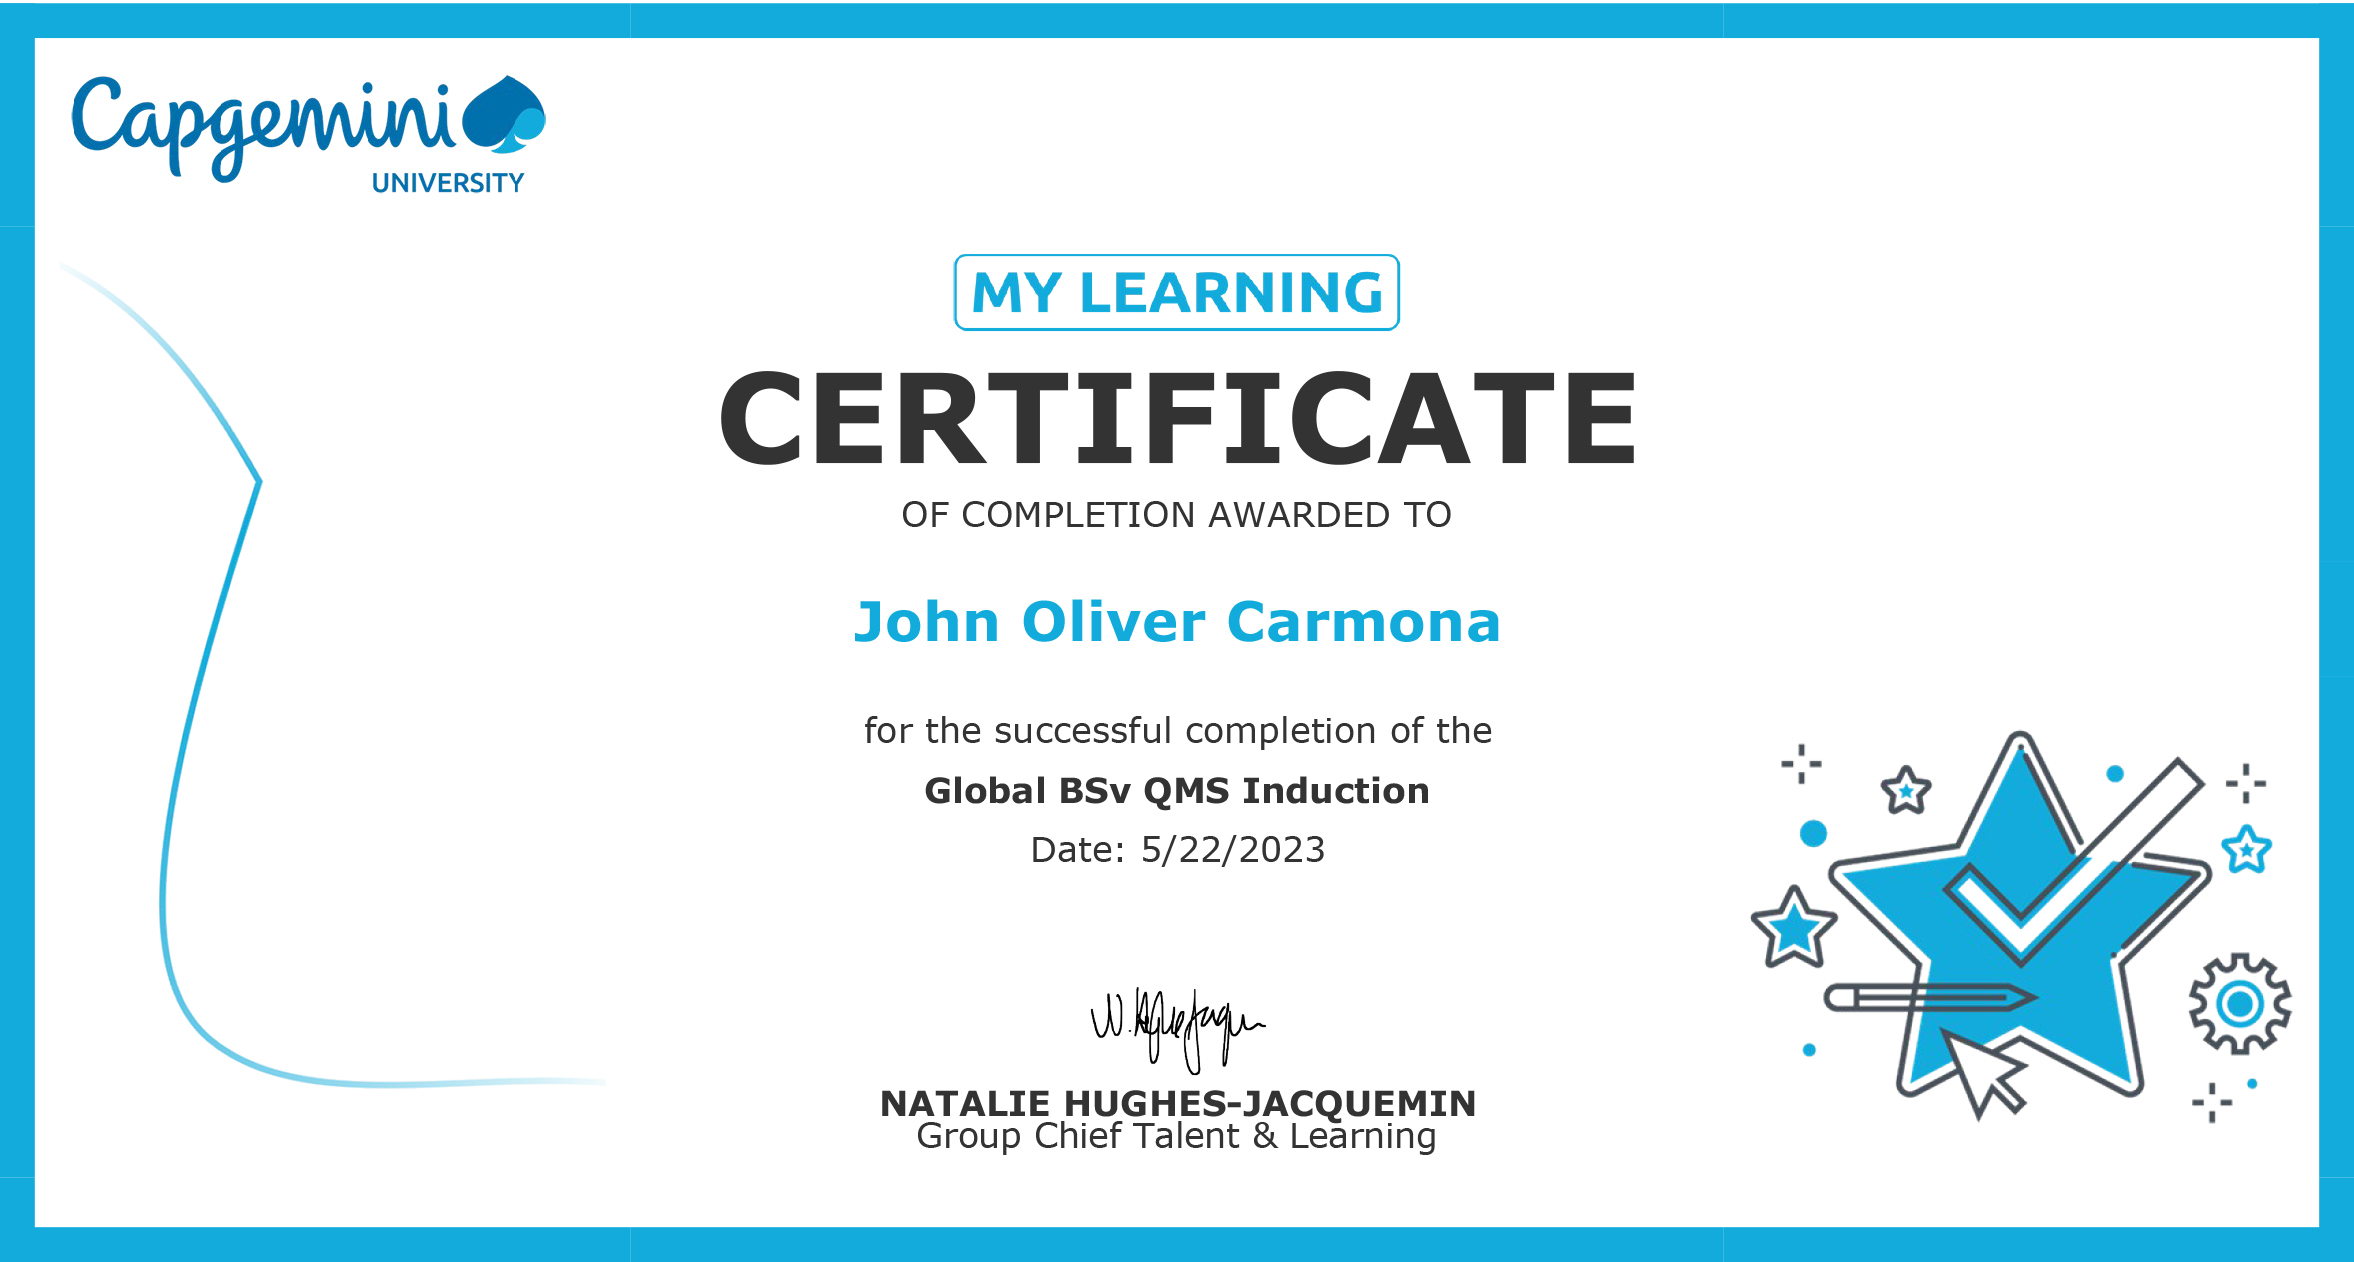 Capgemini
UNIVERSITY
MY LEARNING
CERTIFICATE
OF COMPLETION AWARDED TO
John Oliver Carmona
for the successful completion of the
Global BSv QMS Induction
Date: 5/22/2023
NATALIE HUGHES-JACQUEMIN
Group Chief Talent & Learning